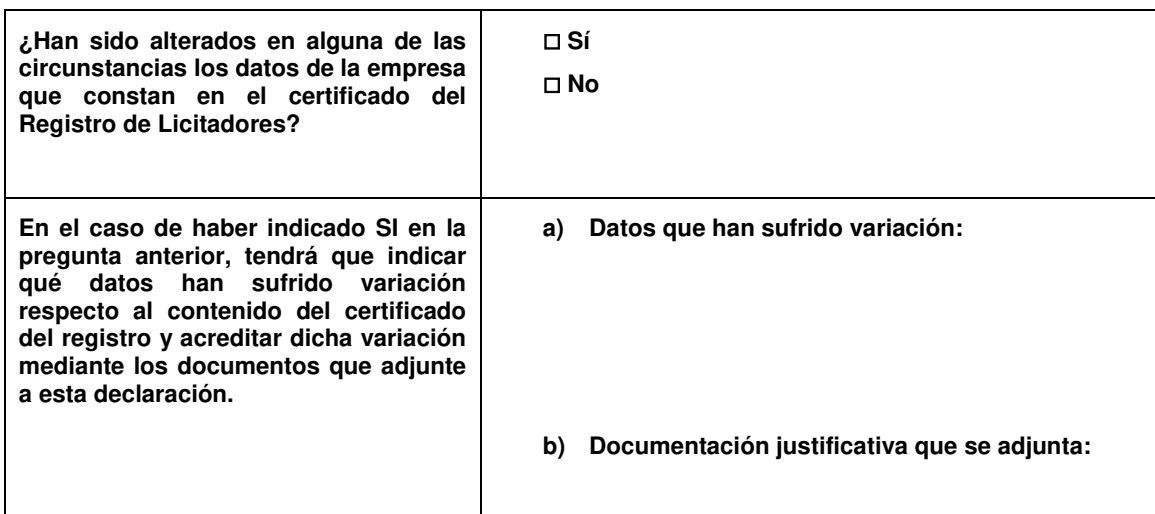 ¿Han sido alterados en alguna de las
circunstancias los datos de la empresa
que constan en el certificado del
Registro de Licitadores?
☐ Sí
☐ No
En el caso de haber indicado SI en la
pregunta anterior, tendrá que indicar
qué datos han sufrido variación
respecto al contenido del certificado
del registro y acreditar dicha variación
mediante los documentos que adjunte
a esta declaración.
a) Datos que han sufrido variación:
b) Documentación justificativa que se adjunta: